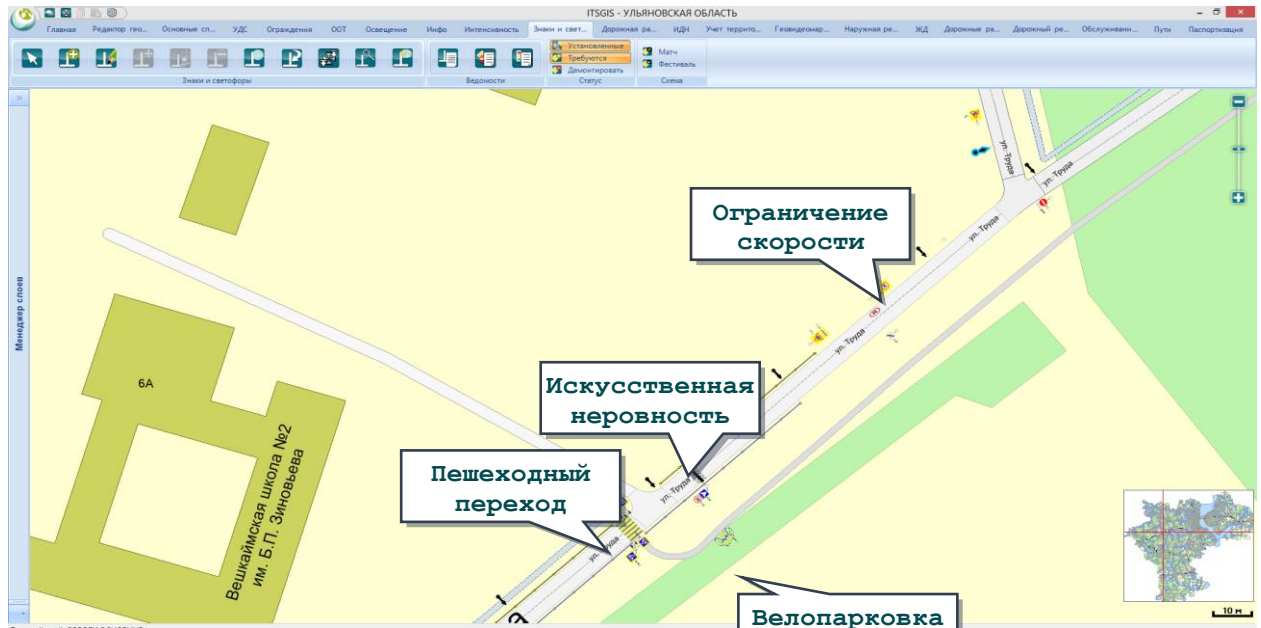 ITSGIS - УЛЬЯНОВСКАЯ ОБЛАСТЬ
Главная Редактор гео... Основные сл... УДС Ограждения ООТ Освещение Инфо Интенсивность Знаки и свет... Дорожная ра... ИДН Учет террито... Геовидеомар... Наружная ре... ЖД Дорожные ра... Дорожный ре... Обслуживани... Пути Паспортизация
Установленные
Требуются
Демонтировать
Матч
Фестиваль
Знаки и светофоры Ведомости Статус Схема
Менеджер слоев
ул. Труда
ул. Труда
Ограничение
скорости
ул. Труда
ул. Труда
Искусственная
неровность
6А
Вешкаймская школа №2
им. Б.П. Зиновьева
Пешеходный
переход
ул. Труда
ул. Труда
Велопарковка
10 м